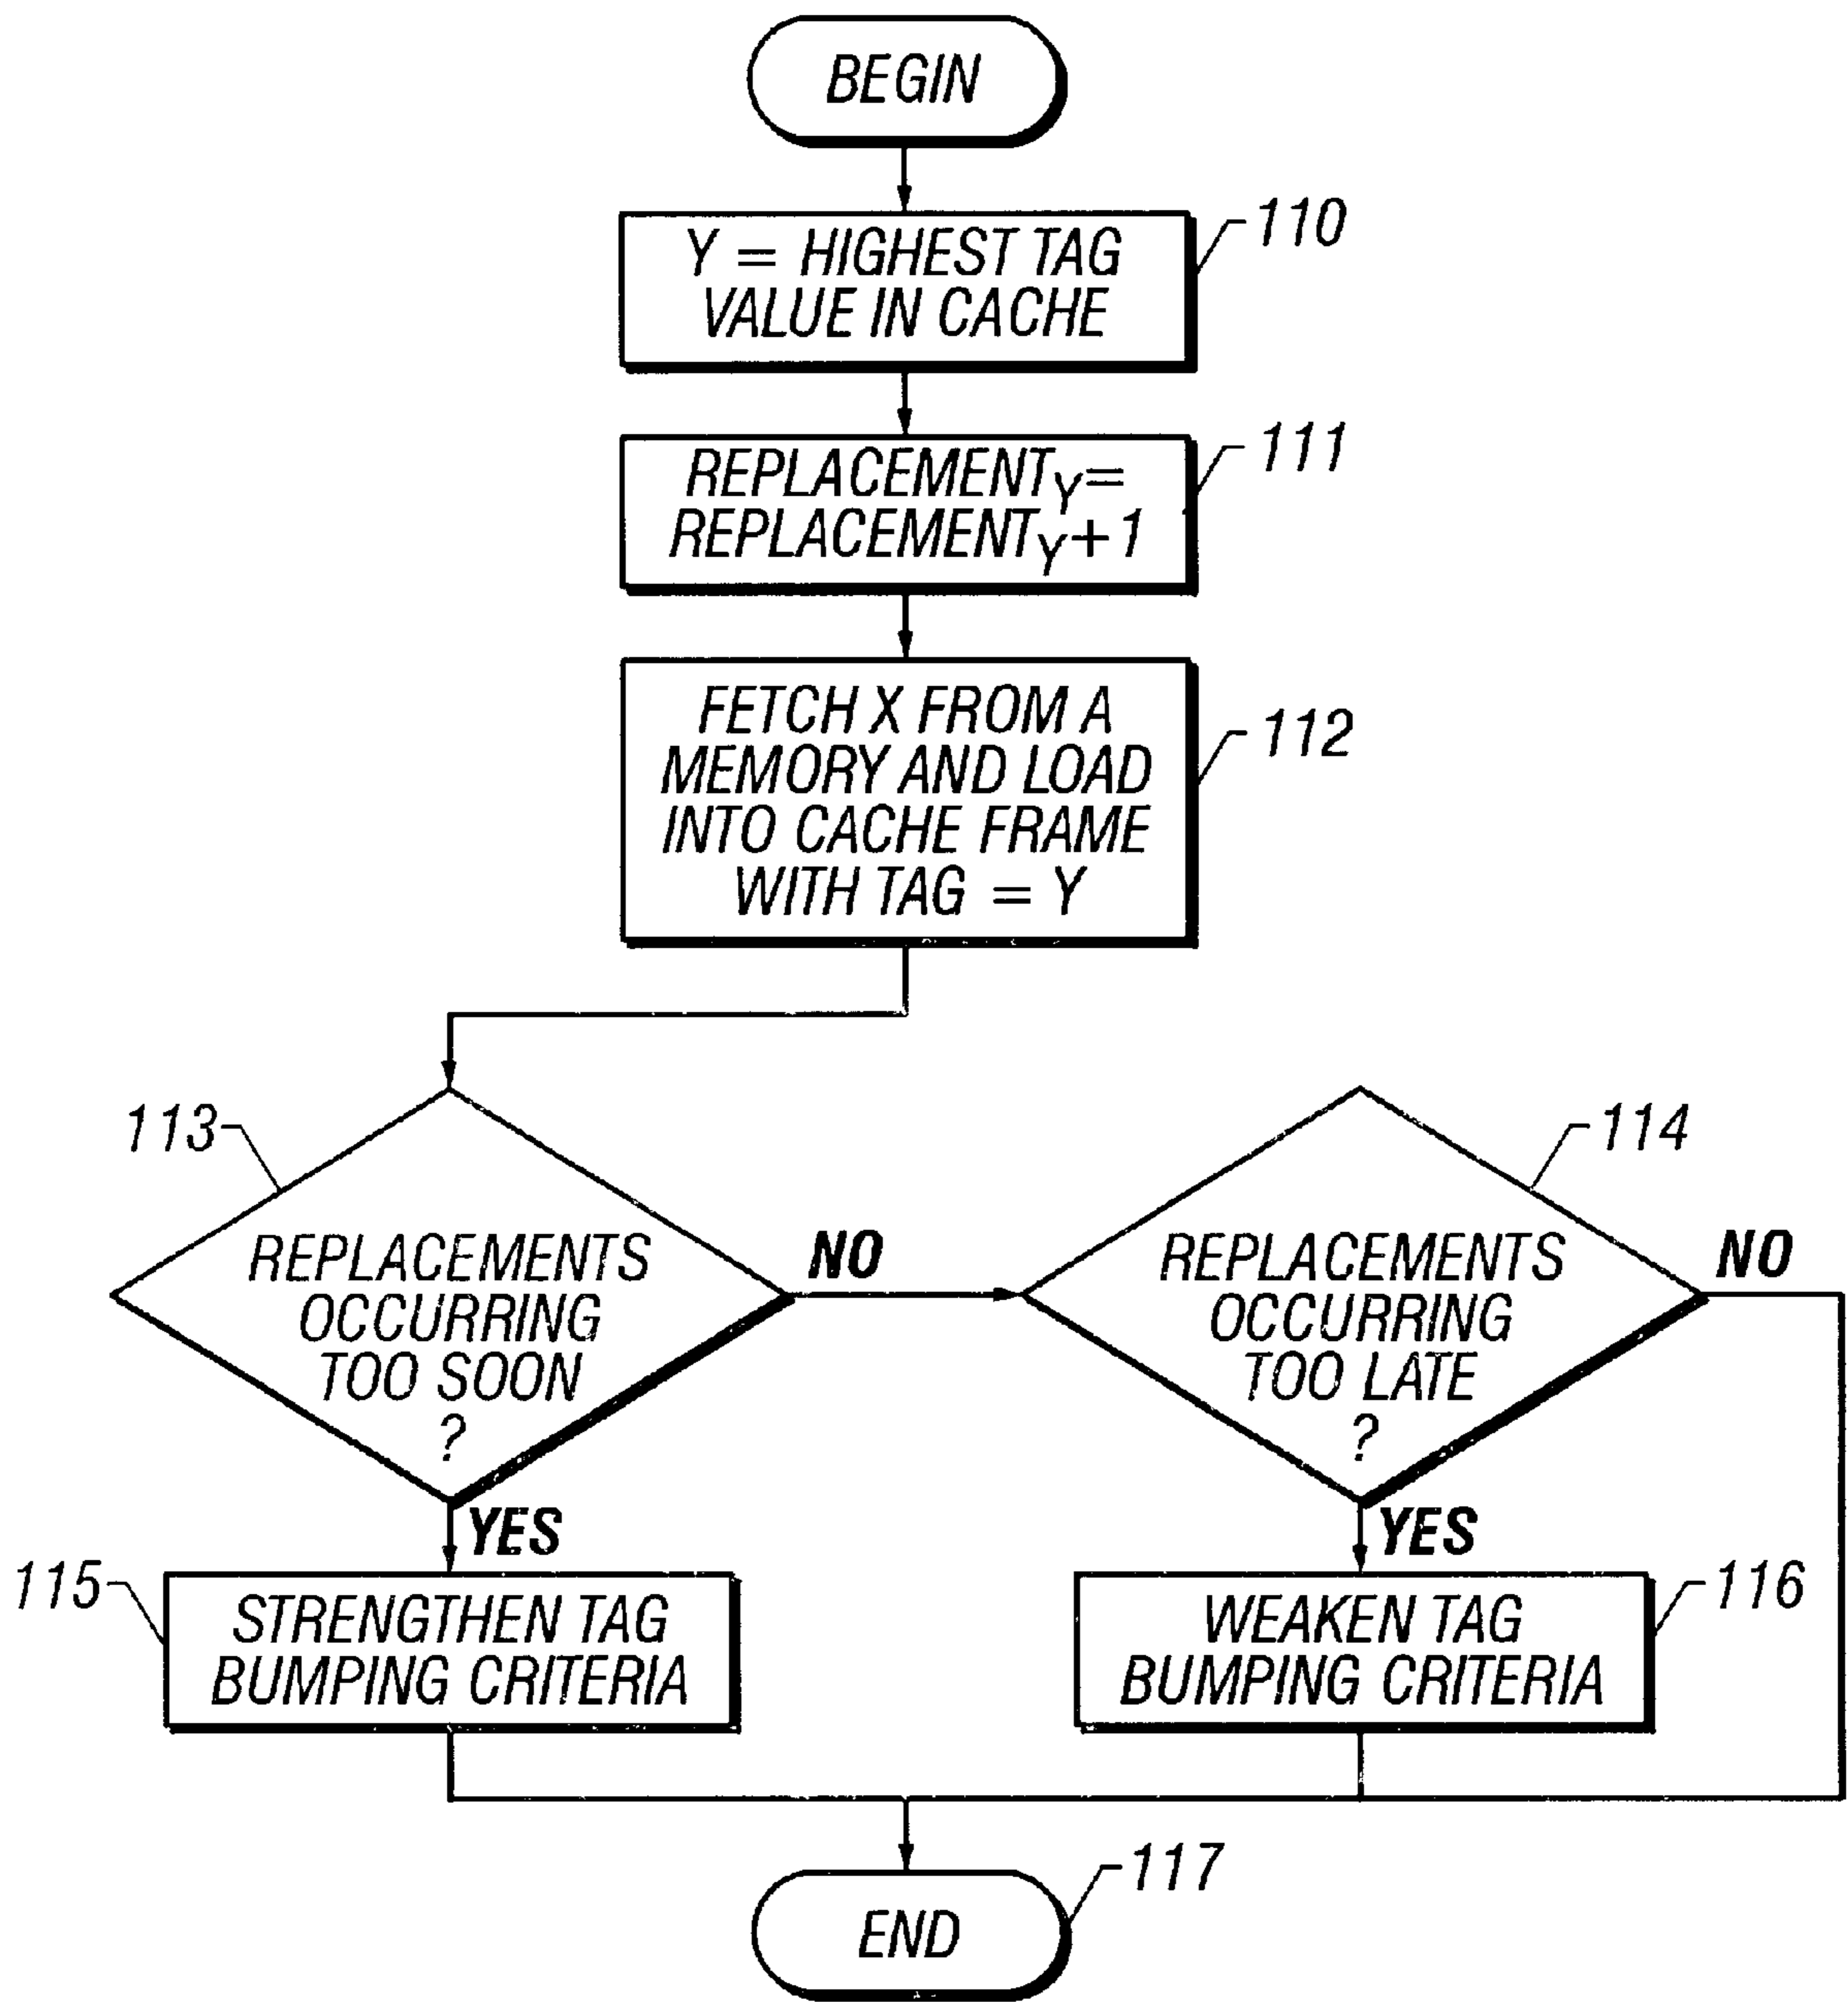 BEGIN
110
Y = HIGHEST TAG
VALUE IN CACHE
111
REPLACEMENTY=
REPLACEMENTY+1
112
FETCH X FROM A
MEMORY AND LOAD
INTO CACHE FRAME
WITH TAG = Y
113
REPLACEMENTS
OCCURRING
TOO SOON
?
NO
YES
114
REPLACEMENTS
OCCURRING
TOO LATE
?
NO
YES
115
STRENGTHEN TAG
BUMPING CRITERIA
116
WEAKEN TAG
BUMPING CRITERIA
117
END